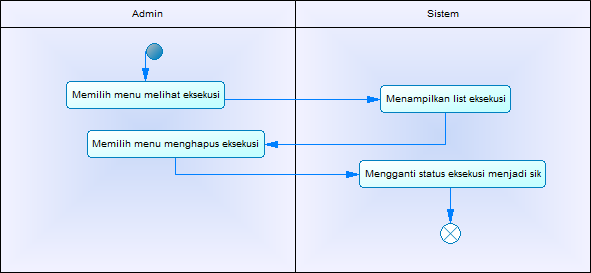 Admin
Sistem
Memilih menu melihat eksekusi
Menampilkan list eksekusi
Memilih menu menghapus eksekusi
Mengganti status eksekusi menjadi sik